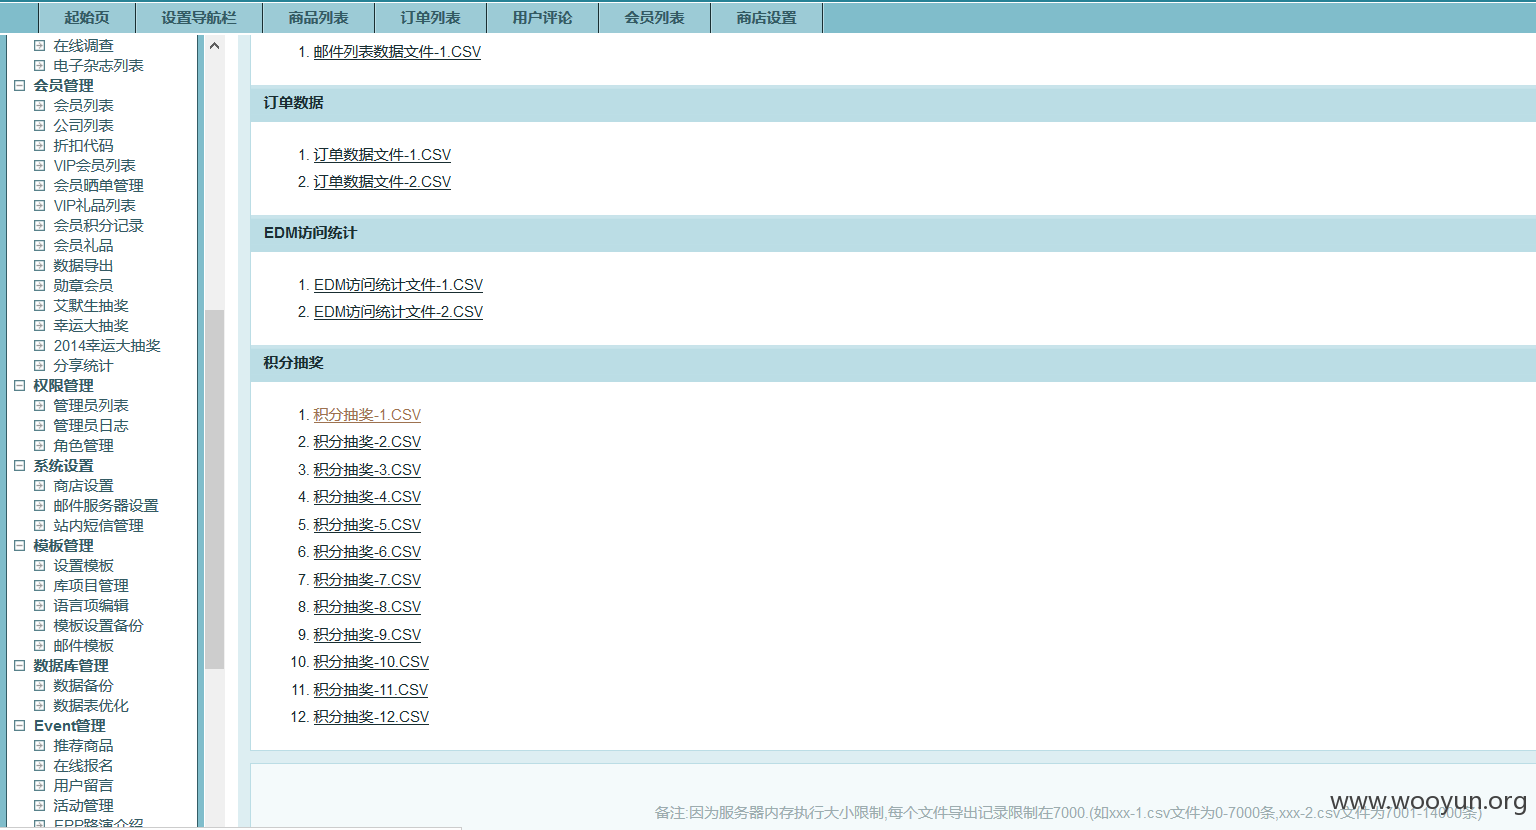 起始页 设置导航栏 商品列表 订单列表 用户评论 会员列表 商店设置
在线调查
电子杂志列表
会员管理
会员列表
公司列表
折扣代码
VIP会员列表
会员晒单管理
VIP礼品列表
会员积分记录
会员礼品
数据导出
勋章会员
艾默生抽奖
幸运大抽奖
2014幸运大抽奖
分享统计
权限管理
管理员列表
管理员日志
角色管理
系统设置
商店设置
邮件服务器设置
站内短信管理
模板管理
设置模板
库项目管理
语言项编辑
模板设置备份
邮件模板
数据库管理
数据备份
数据表优化
Event管理
推荐商品
在线报名
用户留言
活动管理
EPP路演介绍
1. 邮件列表数据文件-1.CSV
订单数据
1. 订单数据文件-1.CSV
2. 订单数据文件-2.CSV
EDM访问统计
1. EDM访问统计文件-1.CSV
2. EDM访问统计文件-2.CSV
积分抽奖
1. 积分抽奖-1.CSV
2. 积分抽奖-2.CSV
3. 积分抽奖-3.CSV
4. 积分抽奖-4.CSV
5. 积分抽奖-5.CSV
6. 积分抽奖-6.CSV
7. 积分抽奖-7.CSV
8. 积分抽奖-8.CSV
9. 积分抽奖-9.CSV
10. 积分抽奖-10.CSV
11. 积分抽奖-11.CSV
12. 积分抽奖-12.CSV
备注:因为服务器内存执行大小限制,每个文件导出记录限制在7000.(如xxx-1.csv文件为0-7000条,xxx-2.csv文件为7001-14000条)
www.wooyun.org